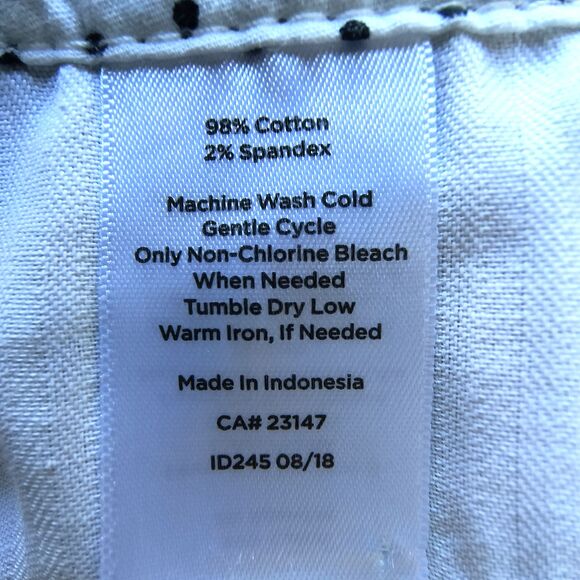 98% Cotton
2% Spandex
Machine Wash Cold
Gentle Cycle
Only Non-Chlorine Bleach
When Needed
Tumble Dry Low
Warm Iron, If Needed
Made In Indonesia
CA# 23147
ID245 08/18